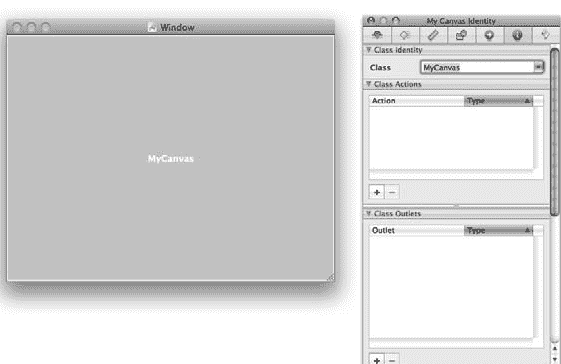 Window
MyCanvas
My Canvas Identity
Class Identity
Class MyCanvas
Class Actions
Action Type
Class Outlets
Outlet Type